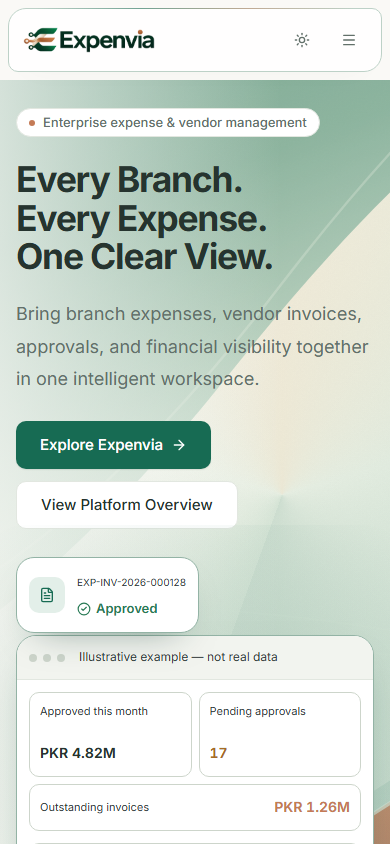 Expenvia
Enterprise expense & vendor management
Every Branch.
Every Expense.
One Clear View.
Bring branch expenses, vendor invoices,
approvals, and financial visibility together
in one intelligent workspace.
Explore Expenvia →
View Platform Overview
EXP-INV-2026-000128
Approved
Illustrative example — not real data
Approved this month
PKR 4.82M
Pending approvals
17
Outstanding invoices
PKR 1.26M